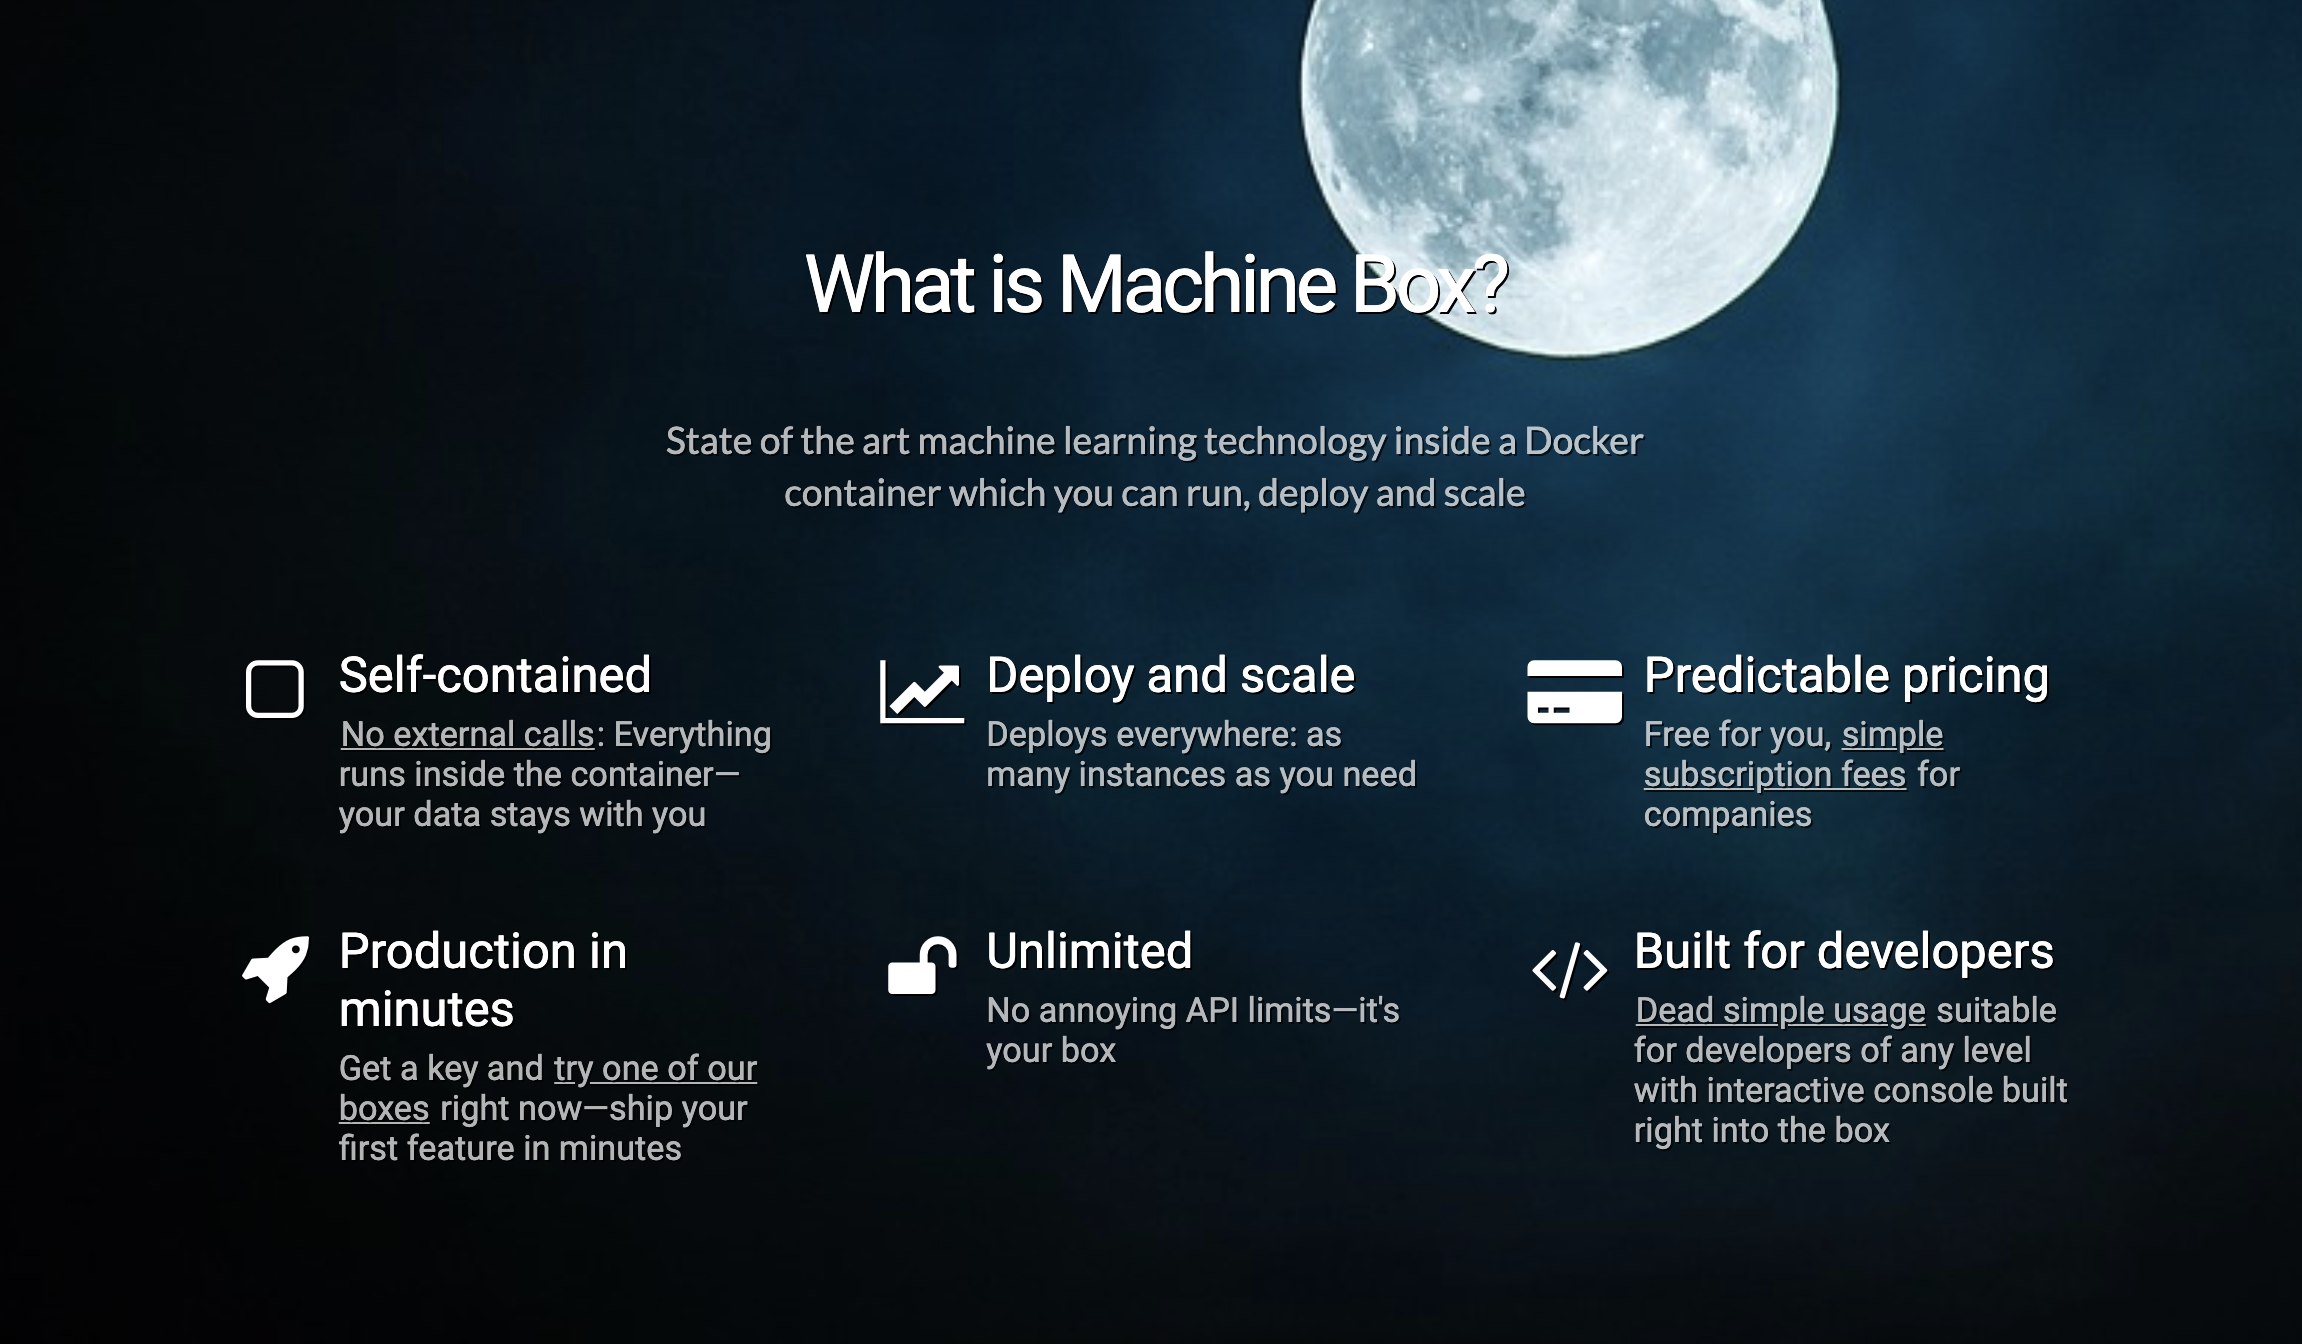 What is Machine Box?
State of the art machine learning technology inside a Docker
container which you can run, deploy and scale
Self-contained
No external calls: Everything
runs inside the container—
your data stays with you
Deploy and scale
Deploys everywhere: as
many instances as you need
Predictable pricing
Free for you, simple
subscription fees for
companies
Production in
minutes
Get a key and try one of our
boxes right now—ship your
first feature in minutes
Unlimited
No annoying API limits—it's
your box
Built for developers
Dead simple usage suitable
for developers of any level
with interactive console built
right into the box